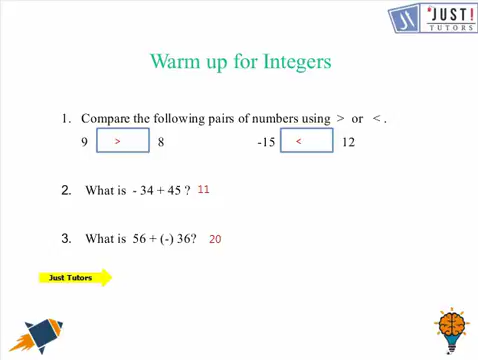 JUST!
TUTORS
Warm up for Integers
1. Compare the following pairs of numbers using > or < .
9 > 8 -15 < 12
2. What is - 34 + 45 ? 11
3. What is 56 + (-) 36? 20
Just Tutors